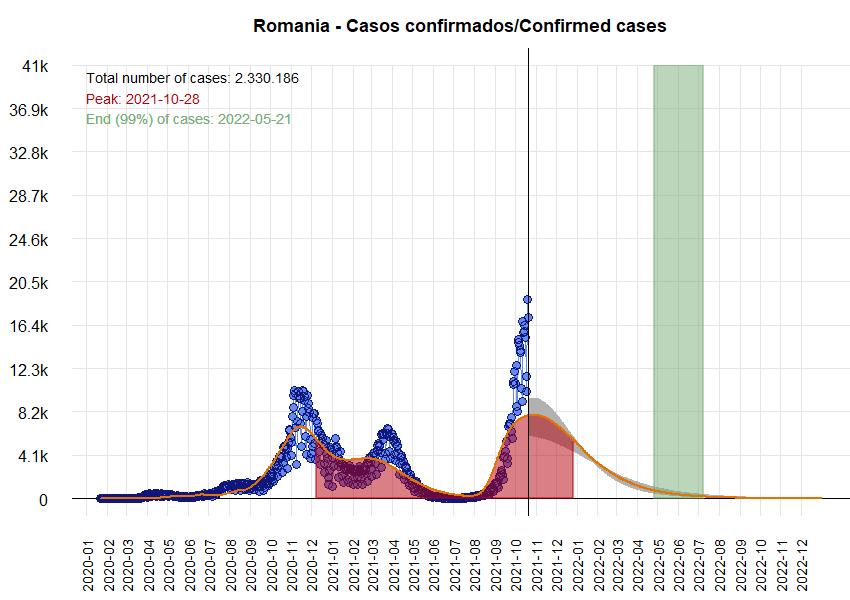 Romania - Casos confirmados/Confirmed cases
41k
36.9k
32.8k
28.7k
24.6k
20.5k
16.4k
12.3k
8.2k
4.1k
0
Total number of cases: 2.330.186
Peak: 2021-10-28
End (99%) of cases: 2022-05-21
2020-01
2020-02
2020-03
2020-04
2020-05
2020-06
2020-07
2020-08
2020-09
2020-10
2020-11
2020-12
2021-01
2021-02
2021-03
2021-04
2021-05
2021-06
2021-07
2021-08
2021-09
2021-10
2021-11
2021-12
2022-01
2022-02
2022-03
2022-04
2022-05
2022-06
2022-07
2022-08
2022-09
2022-10
2022-11
2022-12